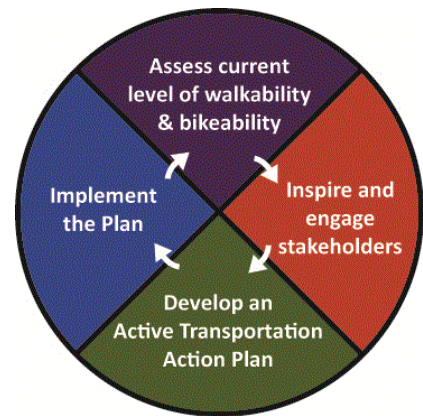 Assess current
level of walkability
& bikeability
Inspire and
engage
stakeholders
Develop an
Active Transportation
Action Plan
Implement
the Plan